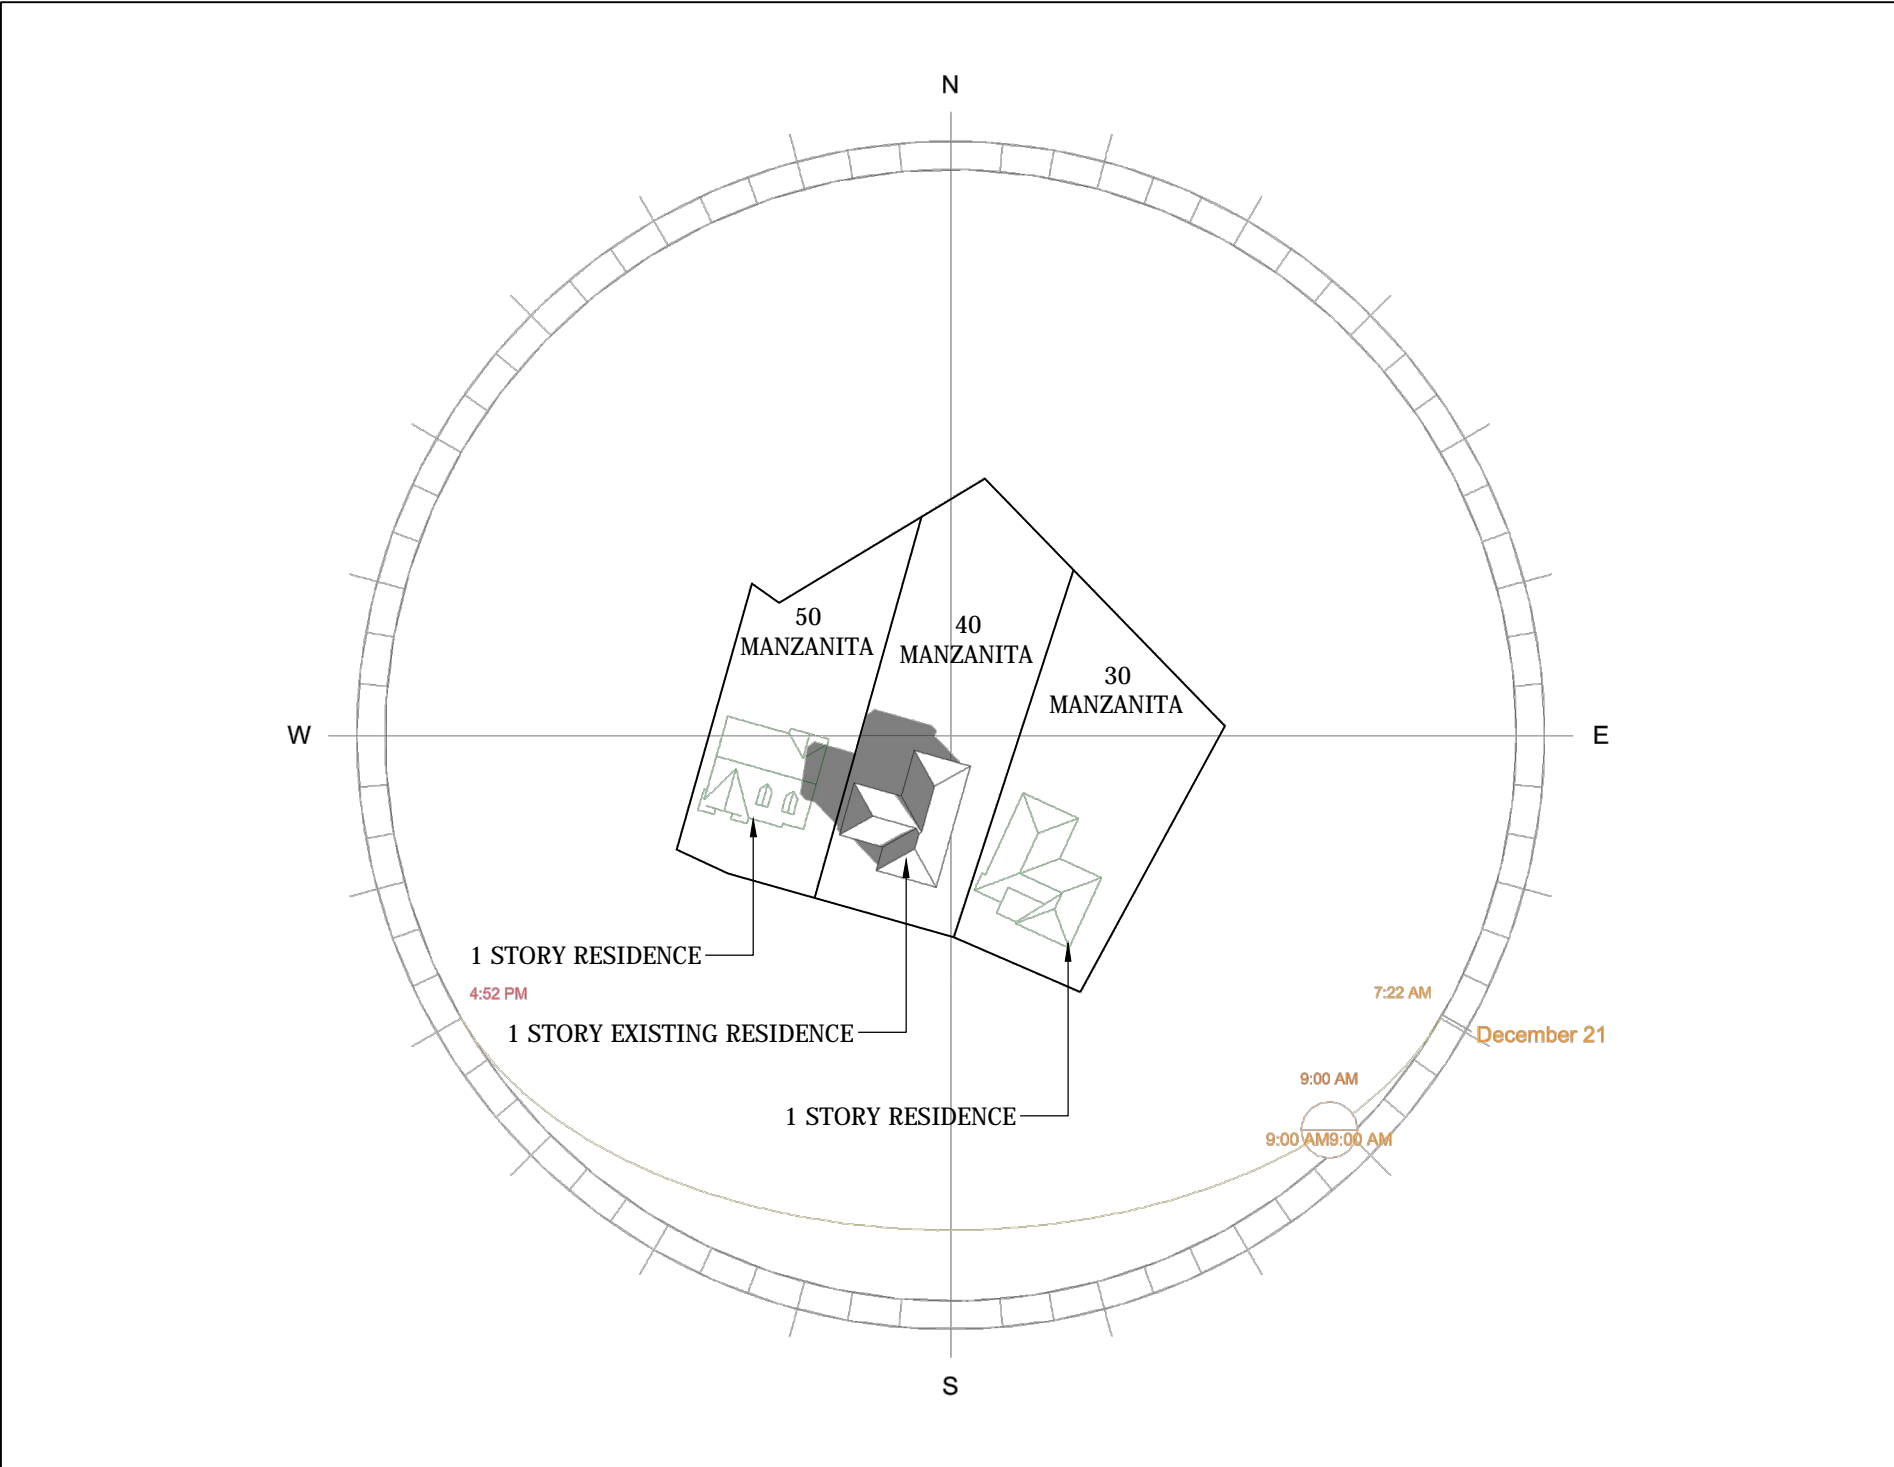 N
50
MANZANITA
40
MANZANITA
30
MANZANITA
W
E
1 STORY RESIDENCE
4:52 PM
7:22 AM
1 STORY EXISTING RESIDENCE
December 21
9:00 AM
1 STORY RESIDENCE
9:00 AM9:00 AM
S